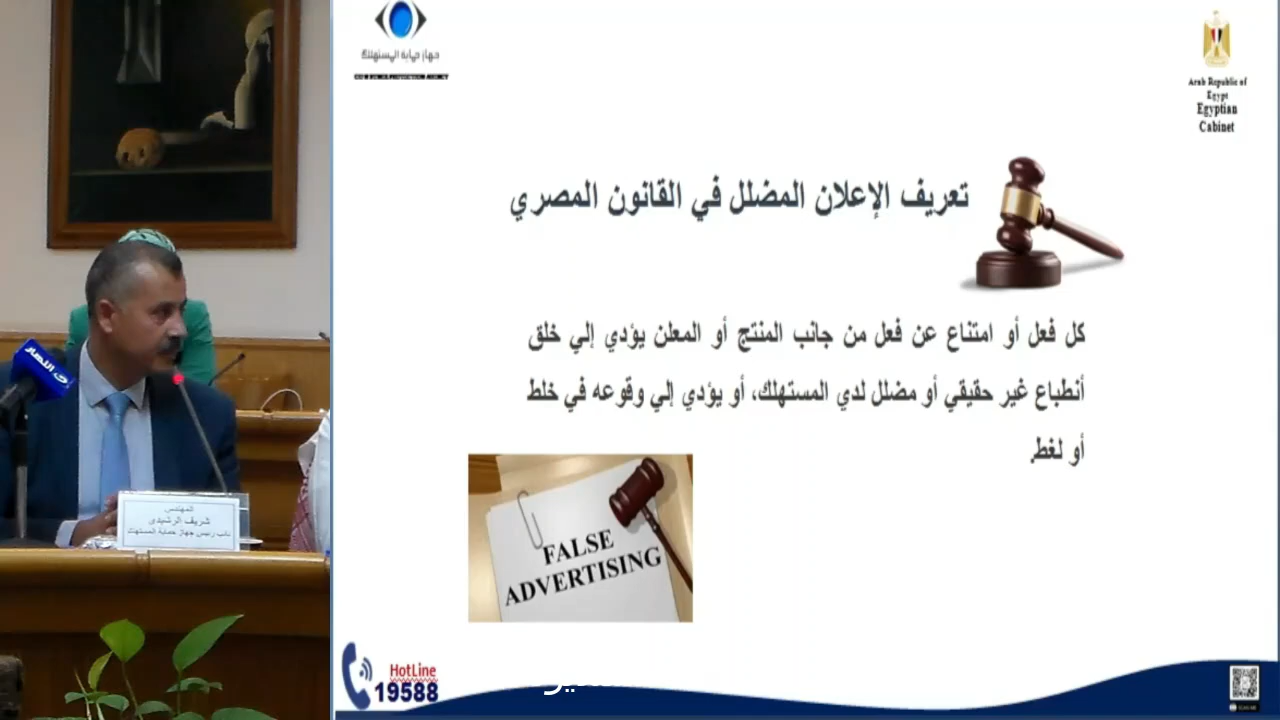 جهاز حماية المستهلك
Arab Republic of
Egypt
Egyptian
Cabinet
تعريف الإعلان المضلل في القانون المصري
كل فعل أو امتناع عن فعل من جانب المنتج أو المعلن يؤدي إلي خلق
أنطباع غير حقيقي أو مضلل لدي المستهلك، أو يؤدي إلي وقوعه في خلط
أو لغط.
FALSE
ADVERTISING
النهار
المهندس
شريف الرشيدى
نائب رئيس جهاز حماية المستهلك
HotLine
19588